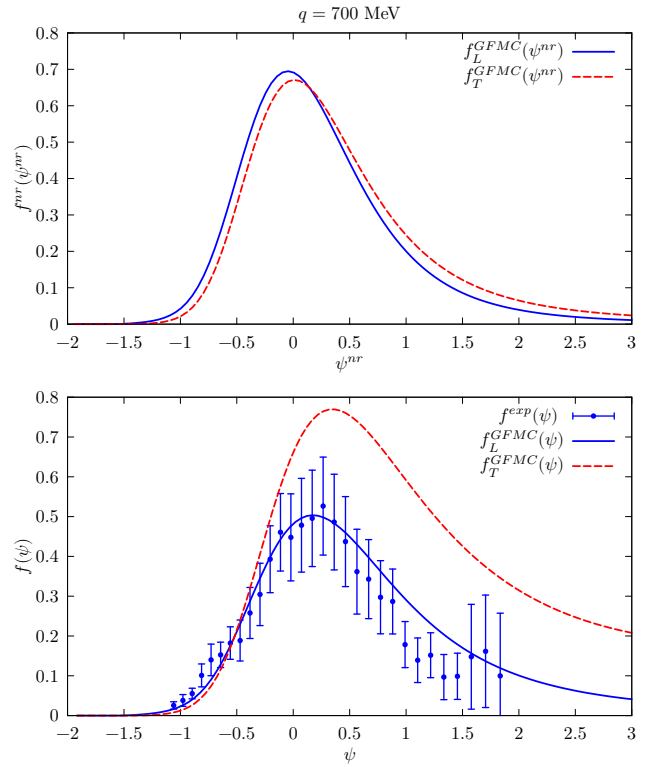 q = 700 MeV
0.8
0.7
0.6
0.5
0.4
0.3
0.2
0.1
0
f^{nr}(ψ^{nr})
f_L^{GFMC}(ψ^{nr})
f_T^{GFMC}(ψ^{nr})
−2 −1.5 −1 −0.5 0 0.5 1 1.5 2 2.5 3
ψ^{nr}
0.8
0.7
0.6
0.5
0.4
0.3
0.2
0.1
0
f(ψ)
f^{exp}(ψ)
f_L^{GFMC}(ψ)
f_T^{GFMC}(ψ)
−2 −1.5 −1 −0.5 0 0.5 1 1.5 2 2.5 3
ψ